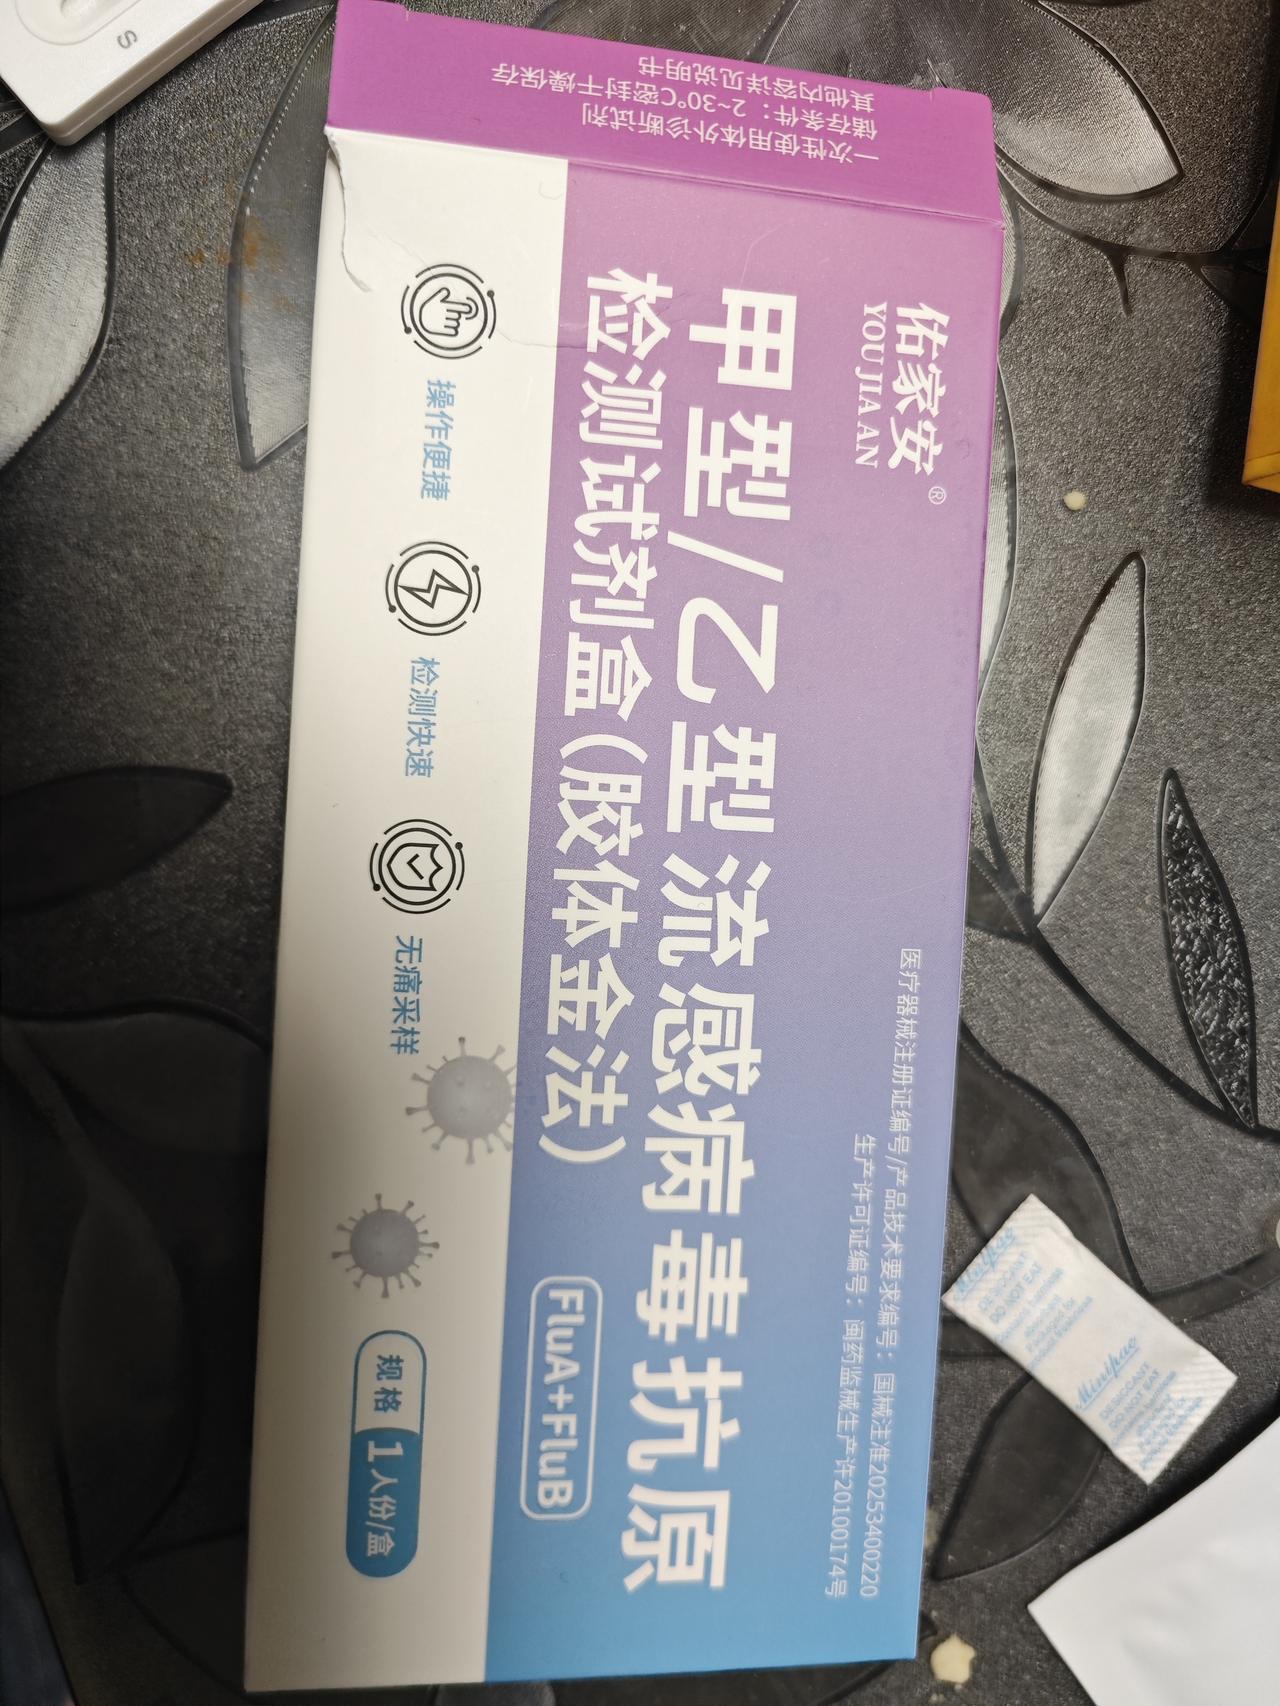 S
一次性使用体外诊断试剂
储存条件：2~30℃密封干燥保存
其他内容详见说明书
佑家安®
YOU JIA AN
医疗器械注册证编号/产品技术要求编号：国械注准20253400220
生产许可证编号：闽药监械生产许20100174号
甲型/乙型流感病毒抗原
检测试剂盒(胶体金法)
FluA+FluB
操作便捷
检测快速
无痛采样
规格 1人份/盒
Minipac
DESICCANT
DO NOT EAT
Minipac
DESICCANT
DO NOT EAT